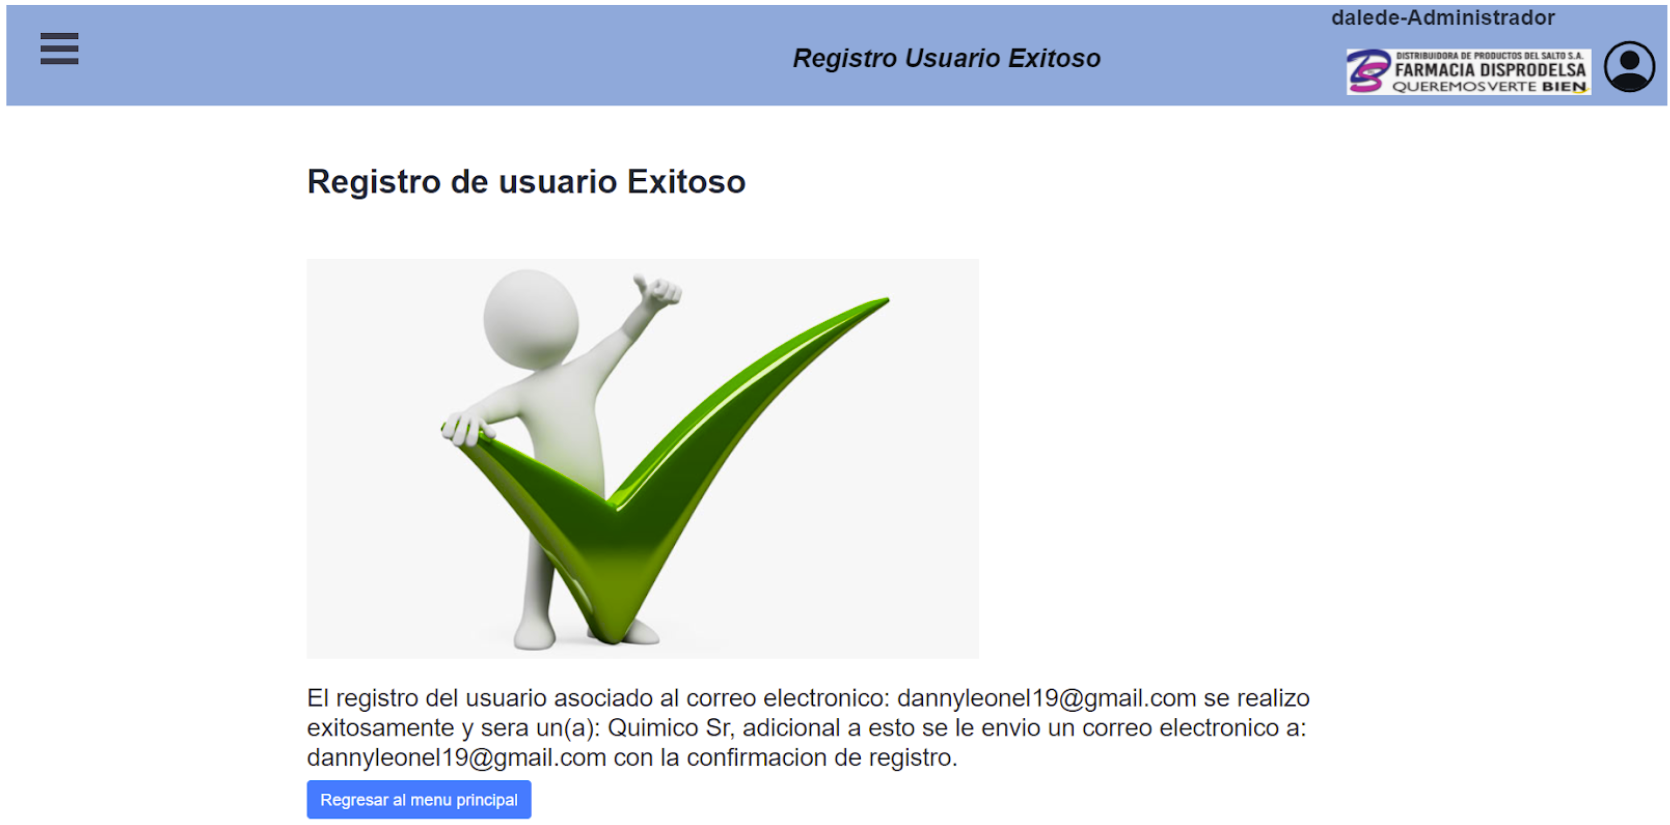 dalede-Administrador
Registro Usuario Exitoso
DISTRIBUIDORA DE PRODUCTOS DEL SALTO S.A.
FARMACIA DISPRODELSA
QUEREMOS VERTE BIEN
Registro de usuario Exitoso
El registro del usuario asociado al correo electronico: dannyleonel19@gmail.com se realizo
exitosamente y sera un(a): Quimico Sr, adicional a esto se le envio un correo electronico a:
dannyleonel19@gmail.com con la confirmacion de registro.
Regresar al menu principal